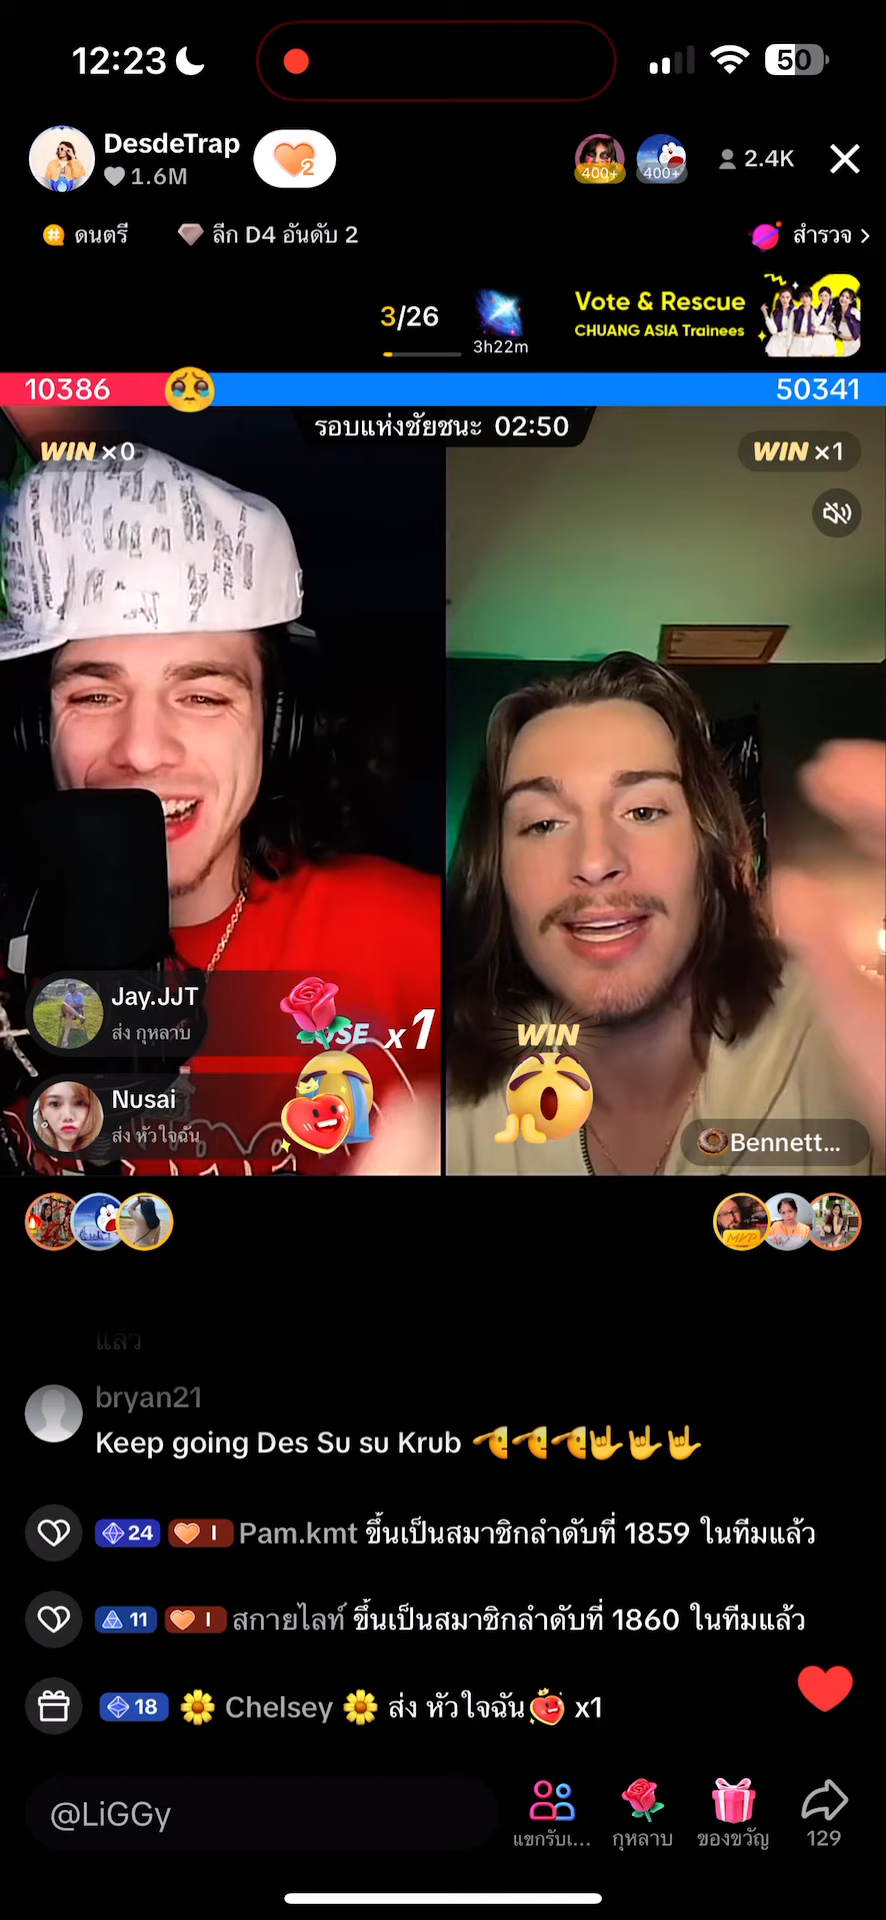 12:23
50
DesdeTrap
1.6M
2
400+
400+
2.4K
ดนตรี
ลีก D4 อันดับ 2
สำรวจ
3/26
3h22m
Vote & Rescue
CHUANG ASIA Trainees
10386
50341
รอบแห่งชัยชนะ 02:50
WIN x0
WIN x1
Jay.JJT
ส่ง กุหลาบ
x1
WIN
Nusai
ส่ง หัวใจฉัน
Bennett...
MVP
แล้ว
bryan21
Keep going Des Su su Krub
24 I Pam.kmt ขึ้นเป็นสมาชิกลำดับที่ 1859 ในทีมแล้ว
11 I สกายไลท์ ขึ้นเป็นสมาชิกลำดับที่ 1860 ในทีมแล้ว
18 Chelsey ส่ง หัวใจฉัน x1
@LiGGy
แขกรับเ...
กุหลาบ
ของขวัญ
129